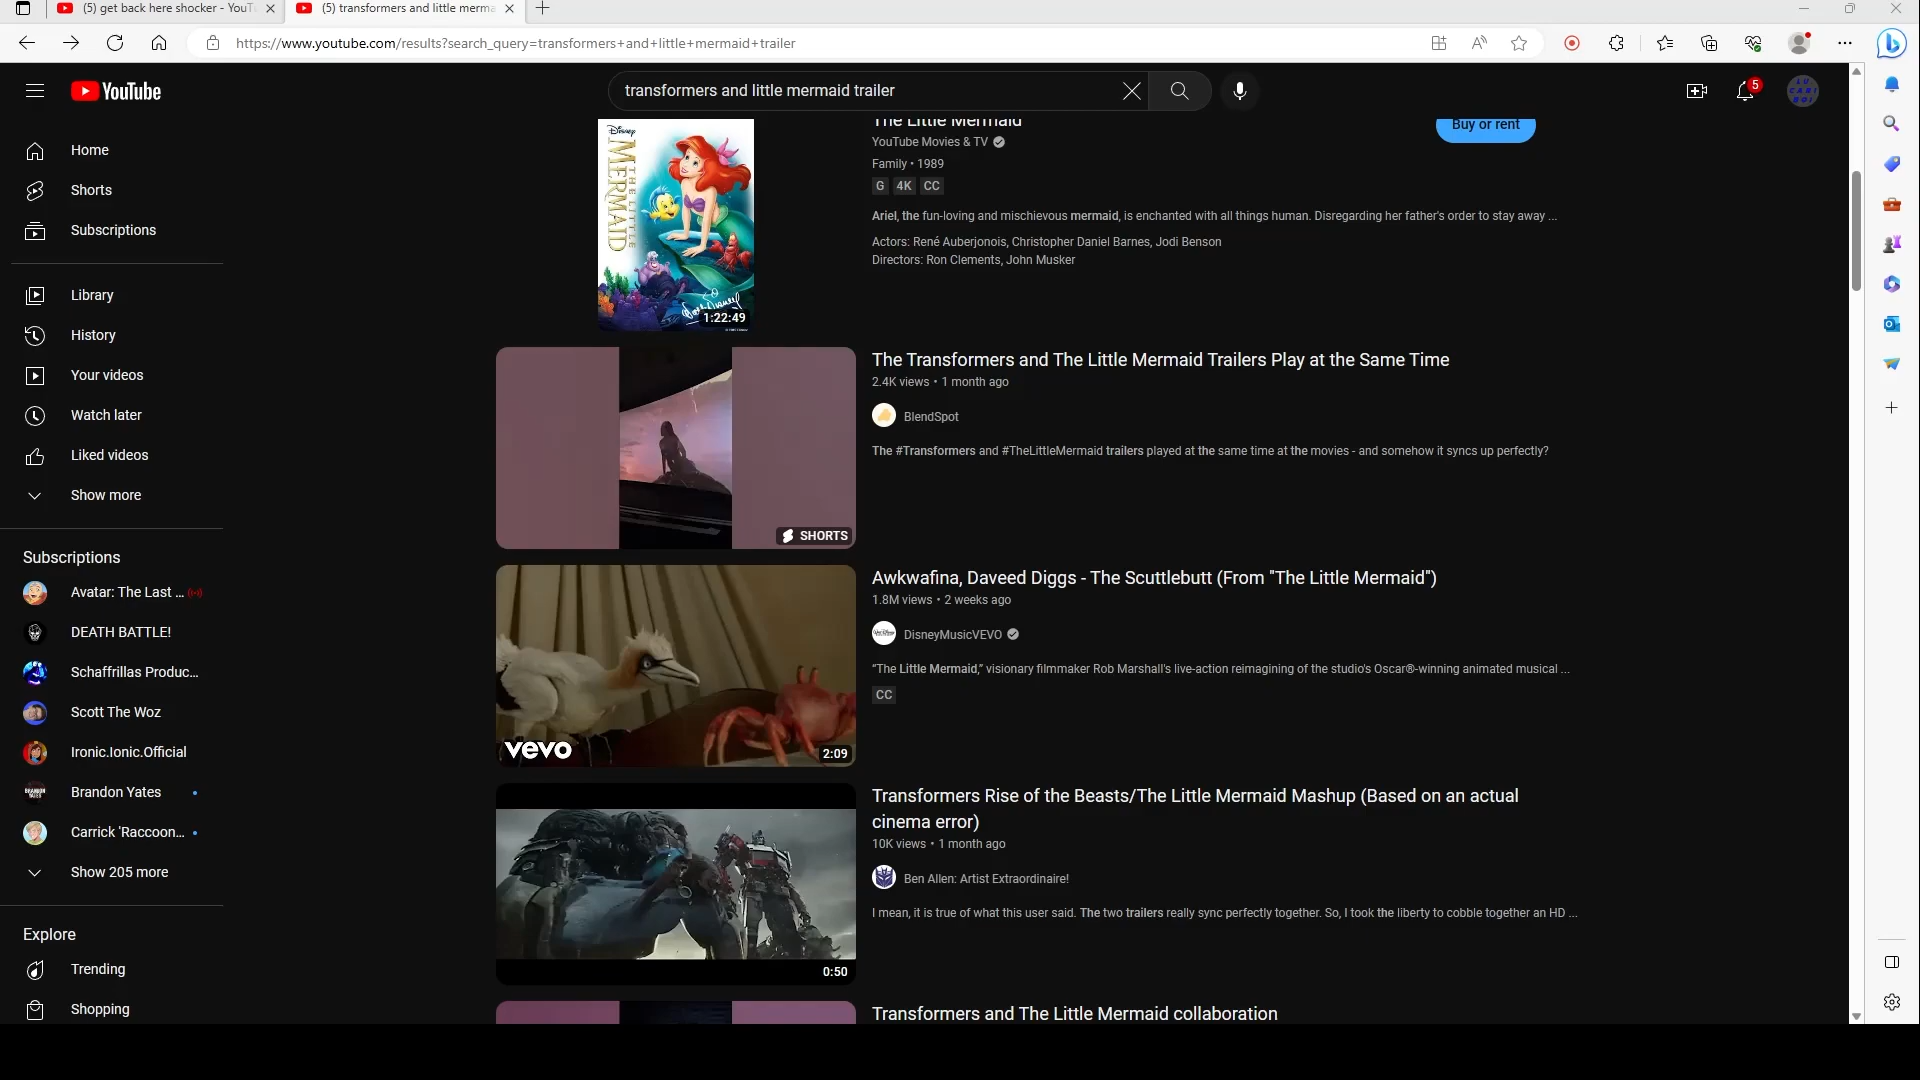 (5) get back here shocker - YouT
(5) transformers and little merma
https://www.youtube.com/results?search_query=transformers+and+little+mermaid+trailer
YouTube
transformers and little mermaid trailer
5
Home
Shorts
Subscriptions
Library
History
Your videos
Watch later
Liked videos
Show more
Subscriptions
Avatar: The Last ...
DEATH BATTLE!
Schaffrillas Produc...
Scott The Woz
Ironic.Ionic.Official
Brandon Yates
Carrick 'Raccoon...
Show 205 more
Explore
Trending
Shopping
Disney
THE LITTLE
MERMAID
1:22:49
The Little Mermaid
YouTube Movies & TV
Family • 1989
G 4K CC
Ariel, the fun-loving and mischievous mermaid, is enchanted with all things human. Disregarding her father's order to stay away ...
Actors: René Auberjonois, Christopher Daniel Barnes, Jodi Benson
Directors: Ron Clements, John Musker
Buy or rent
SHORTS
The Transformers and The Little Mermaid Trailers Play at the Same Time
2.4K views • 1 month ago
BlendSpot
The #Transformers and #TheLittleMermaid trailers played at the same time at the movies - and somehow it syncs up perfectly?
vevo
2:09
Awkwafina, Daveed Diggs - The Scuttlebutt (From "The Little Mermaid")
1.8M views • 2 weeks ago
DisneyMusicVEVO
"The Little Mermaid," visionary filmmaker Rob Marshall's live-action reimagining of the studio's Oscar®-winning animated musical ...
CC
0:50
Transformers Rise of the Beasts/The Little Mermaid Mashup (Based on an actual
cinema error)
10K views • 1 month ago
Ben Allen: Artist Extraordinaire!
I mean, it is true of what this user said. The two trailers really sync perfectly together. So, I took the liberty to cobble together an HD ...
Transformers and The Little Mermaid collaboration